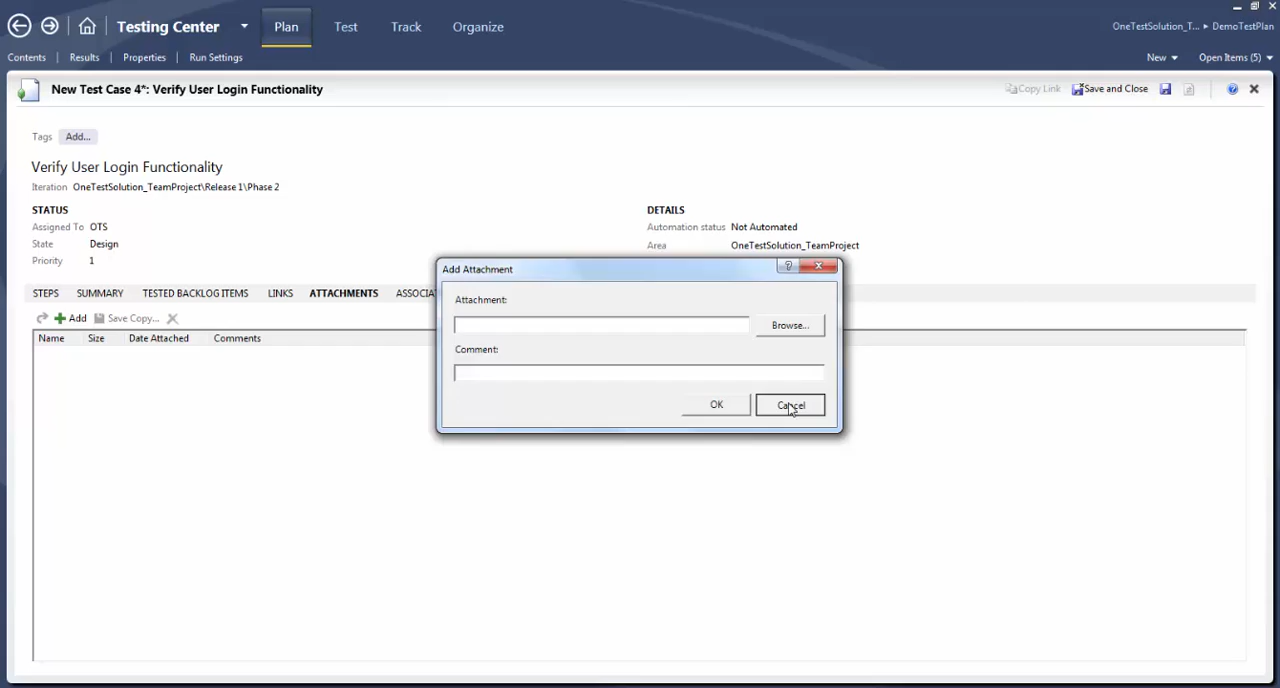 Testing Center Plan Test Track Organize OneTestSolution_T... DemoTestPlan
Contents Results Properties Run Settings New Open Items (5)
New Test Case 4*: Verify User Login Functionality Copy Link Save and Close
Tags Add...
Verify User Login Functionality
Iteration OneTestSolution_TeamProject\Release 1\Phase 2
STATUS DETAILS
Assigned To OTS Automation status Not Automated
State Design Area OneTestSolution_TeamProject
Priority 1
Add Attachment ?
STEPS SUMMARY TESTED BACKLOG ITEMS LINKS ATTACHMENTS ASSOCIA
Attachment:
Add Save Copy...
Browse...
Name Size Date Attached Comments
Comment:
OK Cancel